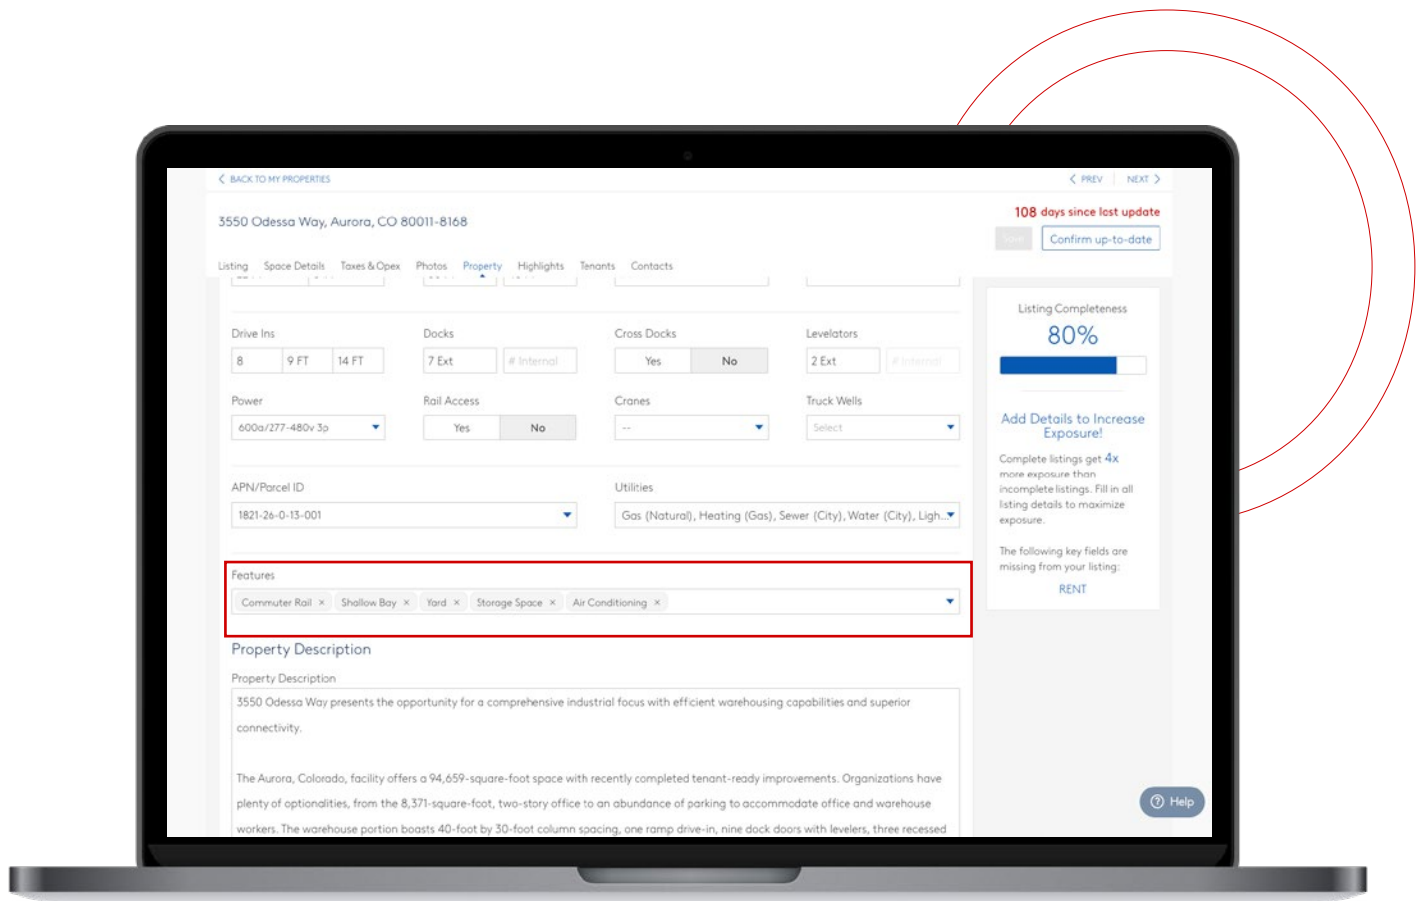 BACK TO MY PROPERTIES
PREV NEXT
3550 Odessa Way, Aurora, CO 80011-8168
108 days since last update
Save Confirm up-to-date
Listing Space Details Taxes & Opex Photos Property Highlights Tenants Contacts
Listing Completeness
80%
Drive Ins Docks Cross Docks Levelators
8 9 FT 14 FT 7 Ext # Internal Yes No 2 Ext # Internal
Power Rail Access Cranes Truck Wells
600a/277-480v 3p Yes No -- Select
Add Details to Increase
Exposure!
Complete listings get 4x
more exposure than
incomplete listings. Fill in all
listing details to maximize
exposure.
The following key fields are
missing from your listing:
RENT
APN/Parcel ID Utilities
1821-26-0-13-001 Gas (Natural), Heating (Gas), Sewer (City), Water (City), Ligh...
Features
Commuter Rail × Shallow Bay × Yard × Storage Space × Air Conditioning ×
Property Description
Property Description
3550 Odessa Way presents the opportunity for a comprehensive industrial focus with efficient warehousing capabilities and superior
connectivity.
The Aurora, Colorado, facility offers a 94,659-square-foot space with recently completed tenant-ready improvements. Organizations have
plenty of optionalities, from the 8,371-square-foot, two-story office to an abundance of parking to accommodate office and warehouse
workers. The warehouse portion boasts 40-foot by 30-foot column spacing, one ramp drive-in, nine dock doors with levelers, three recessed
? Help